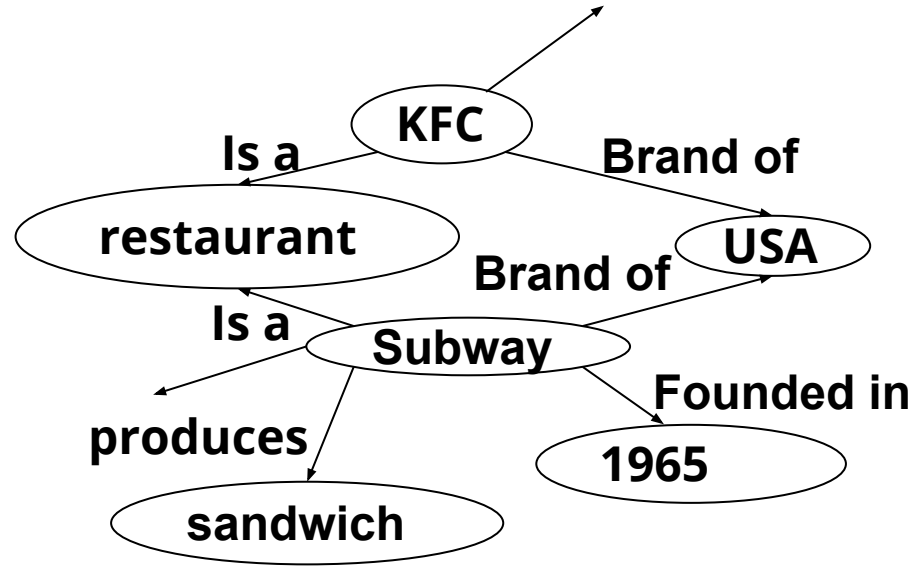 KFC
Is a
Brand of
restaurant
USA
Brand of
Is a
Subway
Founded in
produces
1965
sandwich